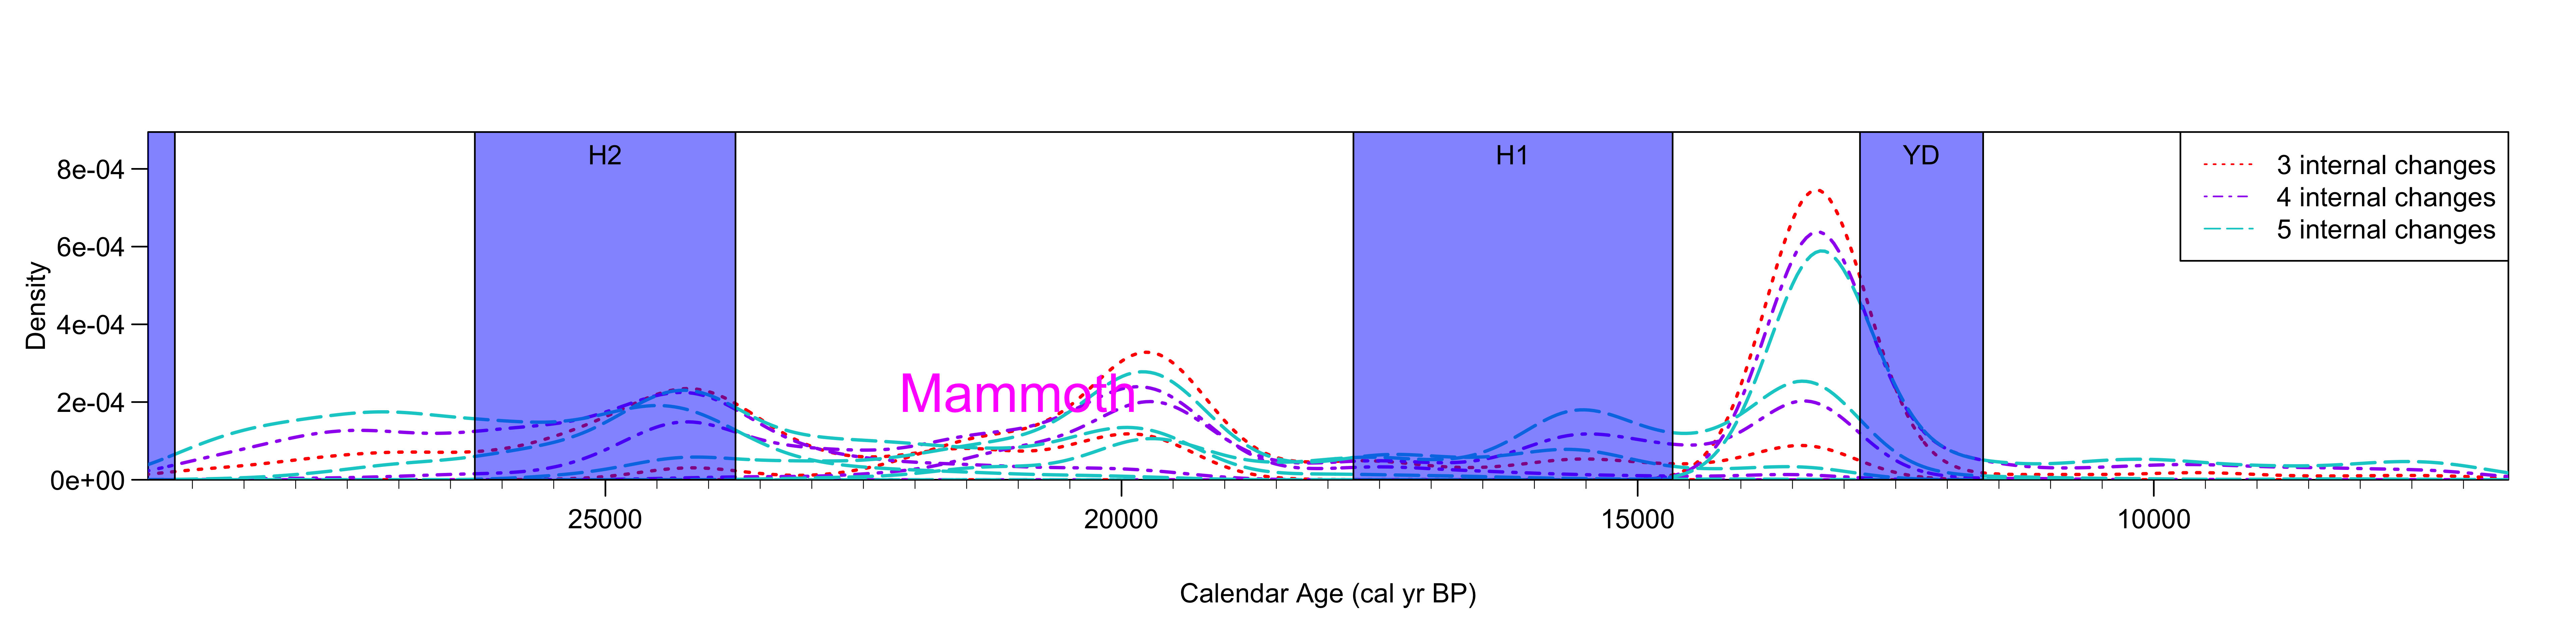 H2
H1
YD
3 internal changes
4 internal changes
5 internal changes
Density
8e-04
6e-04
4e-04
2e-04
0e+00
Mammoth
25000
20000
15000
10000
Calendar Age (cal yr BP)